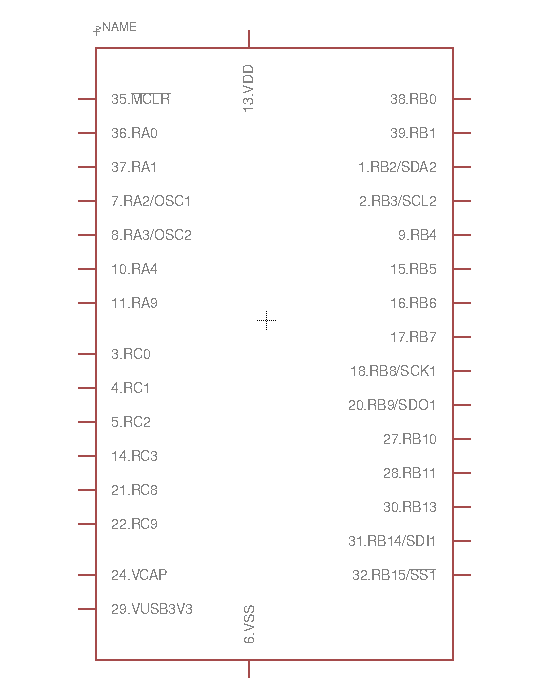 >NAME
13.VDD
35.MCLR
36.RA0
37.RA1
7.RA2/OSC1
8.RA3/OSC2
10.RA4
11.RA9
3.RC0
4.RC1
5.RC2
14.RC3
21.RC8
22.RC9
24.VCAP
29.VUSB3V3
38.RB0
39.RB1
1.RB2/SDA2
2.RB3/SCL2
9.RB4
15.RB5
16.RB6
17.RB7
18.RB8/SCK1
20.RB9/SDO1
27.RB10
28.RB11
30.RB13
31.RB14/SDI1
32.RB15/SS1
6.VSS